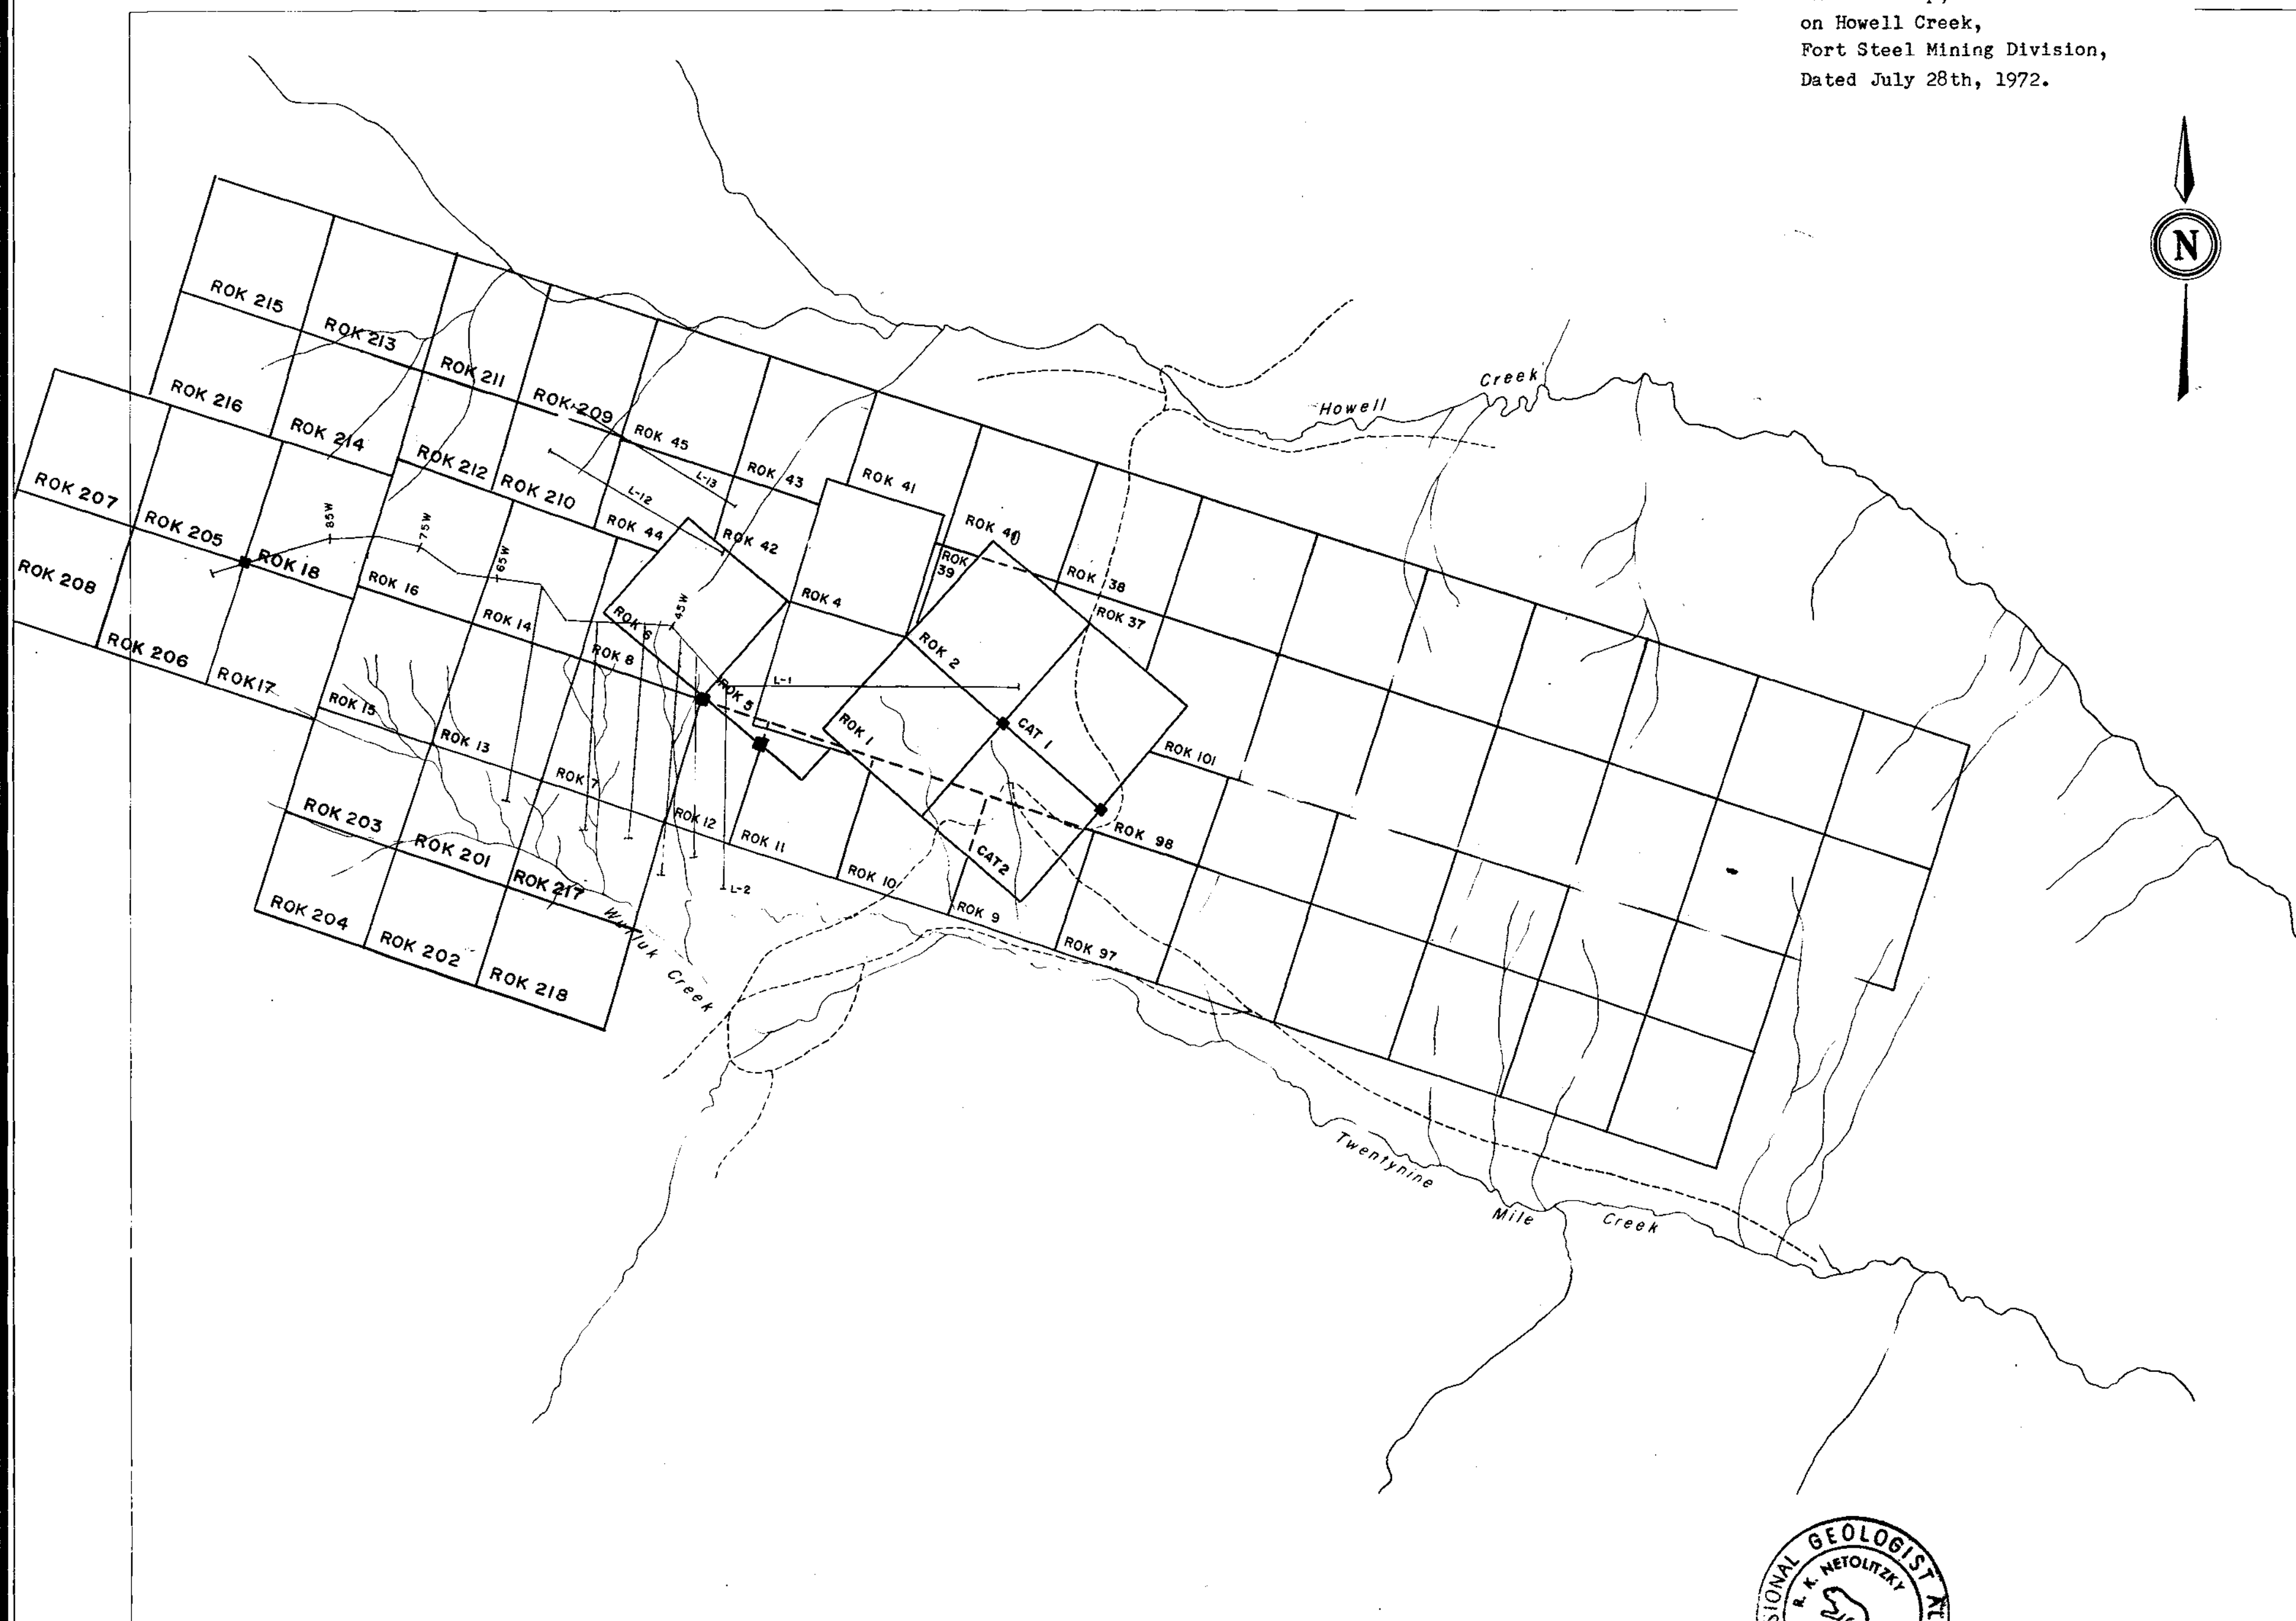 on Howell Creek,
Fort Steel Mining Division,
Dated July 28th, 1972.
N
ROK 215
ROK 213
ROK 211
ROK 209
ROK 45
ROK 43
ROK 41
ROK 40
ROK 39
ROK 38
ROK 37
Howell Creek
ROK 216
ROK 214
ROK 212
ROK 210
ROK 44
ROK 42
ROK 4
L-12
L-13
ROK 207
ROK 205
ROK 18
ROK 16
ROK 14
ROK 8
ROK 6
ROK 5
ROK 2
ROK 1
CAT 1
CAT 2
85W
75W
65W
45W
L-1
L-2
ROK 208
ROK 206
ROK 17
ROK 15
ROK 13
ROK 7
ROK 12
ROK 11
ROK 10
ROK 9
ROK 97
ROK 98
ROK 101
ROK 203
ROK 201
ROK 217
ROK 204
ROK 202
ROK 218
Creek
Twentynine Mile Creek
GEOLOGIST
R. K. NETOLITZKY